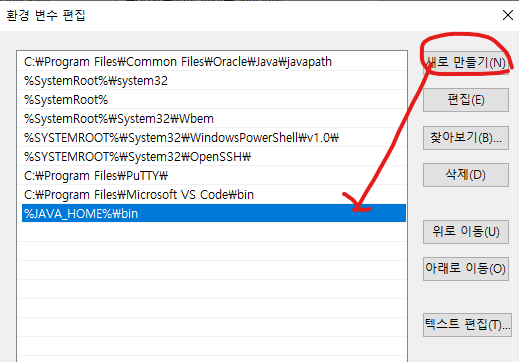 환경 변수 편집
C:\Program Files\Common Files\Oracle\Java\javapath
%SystemRoot%\system32
%SystemRoot%
%SystemRoot%\System32\Wbem
%SYSTEMROOT%\System32\WindowsPowerShell\v1.0\
%SYSTEMROOT%\System32\OpenSSH\
C:\Program Files\PuTTY\
C:\Program Files\Microsoft VS Code\bin
%JAVA_HOME%\bin
새로 만들기(N)
편집(E)
찾아보기(B)...
삭제(D)
위로 이동(U)
아래로 이동(O)
텍스트 편집(T)...